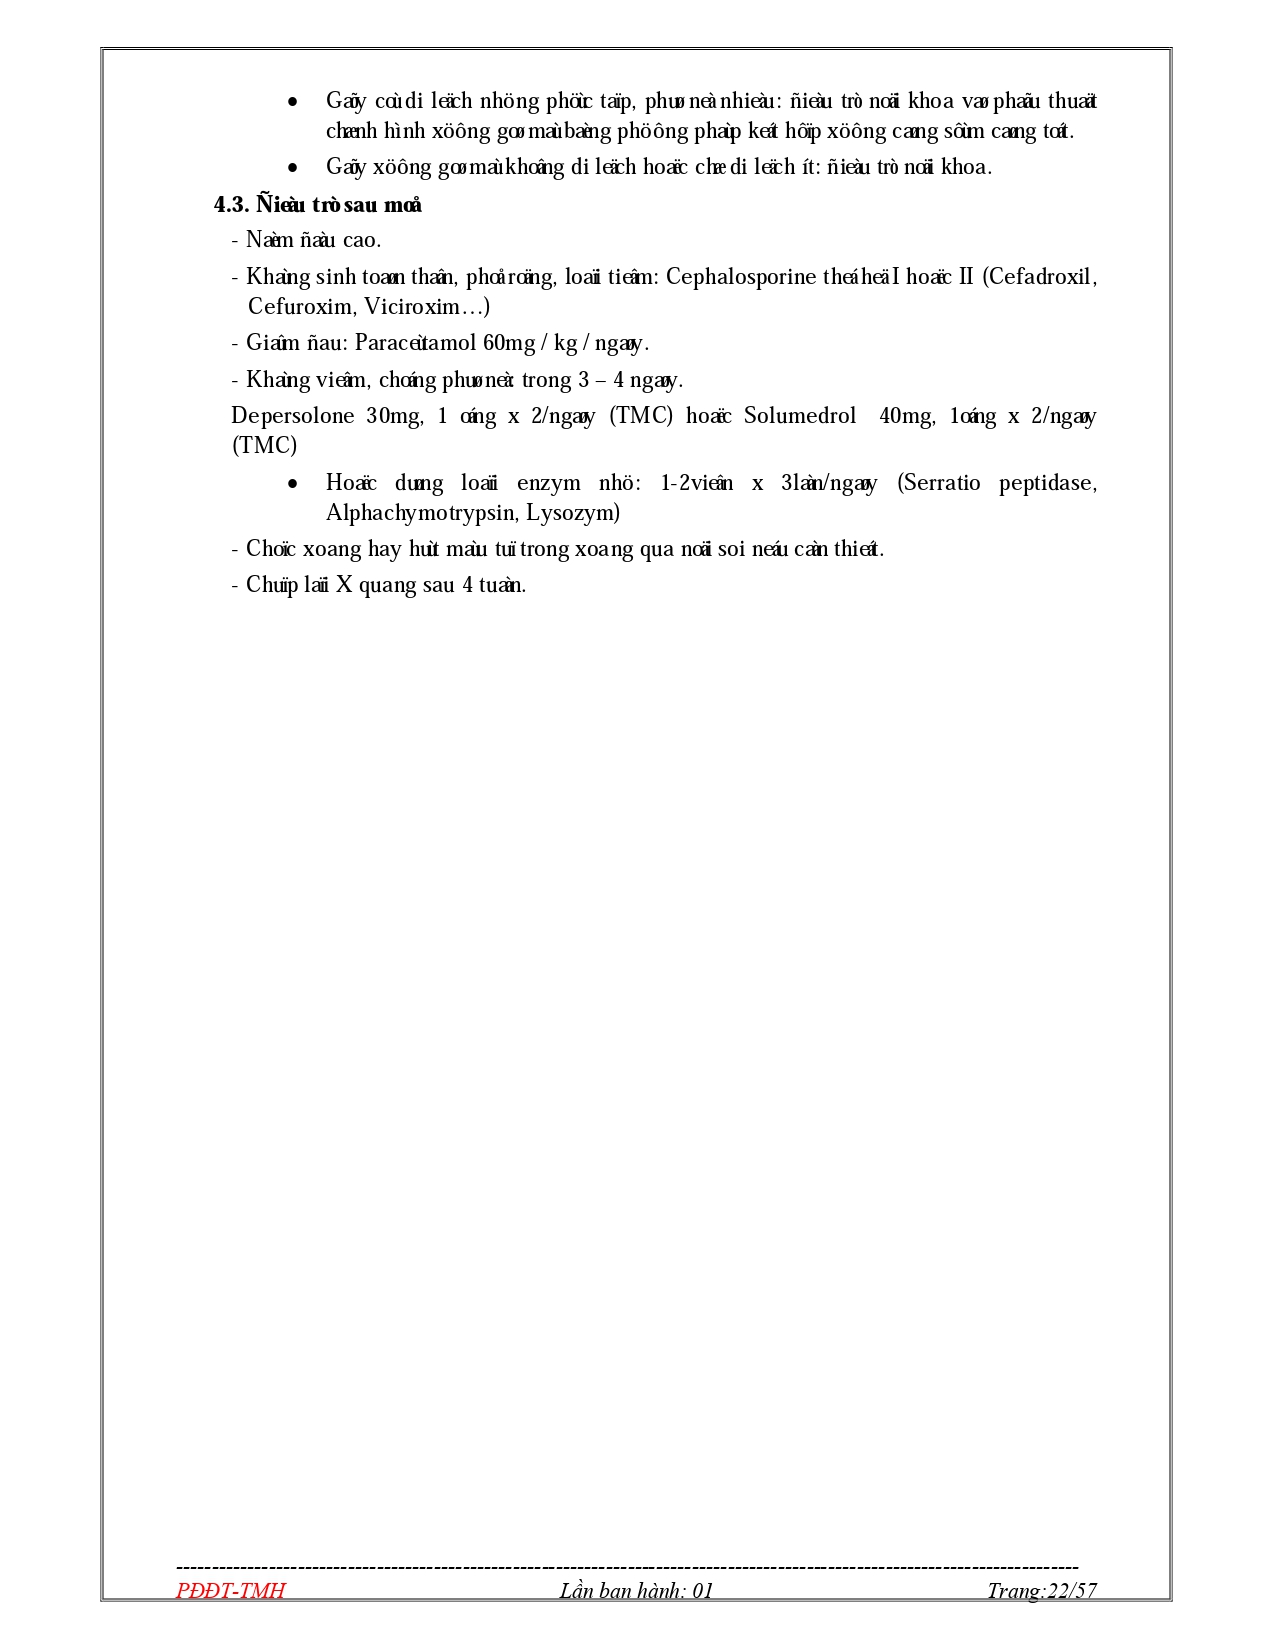 • Gaõy coù di leäch nhöng phöùc taïp, phuø neà nhieàu: ñieàu trò noäi khoa vaø phaãu thuaät
chænh hình xöông goø maù baèng phöông phaùp keát hôïp xöông caøng sôùm caøng toát.
• Gaõy xöông goø maù khoâng di leäch hoaëc chæ di leäch ít: ñieàu trò noäi khoa.
4.3. Ñieàu trò sau moå
- Naèm ñaàu cao.
- Khaùng sinh toaøn thaân, phoå roäng, loaïi tieâm: Cephalosporine theá heä I hoaëc II (Cefadroxil,
Cefuroxim, Viciroxim…)
- Giaûm ñau: Paraceùtamol 60mg / kg / ngaøy.
- Khaùng vieâm, choáng phuø neà: trong 3 – 4 ngaøy.
Depersolone 30mg, 1 oáng x 2/ngaøy (TMC) hoaëc Solumedrol 40mg, 1oáng x 2/ngaøy
(TMC)
• Hoaëc duøng loaïi enzym nhö: 1-2vieân x 3laàn/ngaøy (Serratio peptidase,
Alphachymotrypsin, Lysozym)
- Choïc xoang hay huùt maùu tuï trong xoang qua noäi soi neáu caàn thieát.
- Chuïp laïi X quang sau 4 tuaàn.
PĐĐT-TMH Lần ban hành: 01 Trang:22/57